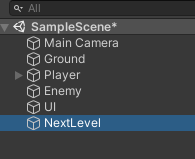 All
SampleScene*
Main Camera
Ground
Player
Enemy
UI
NextLevel